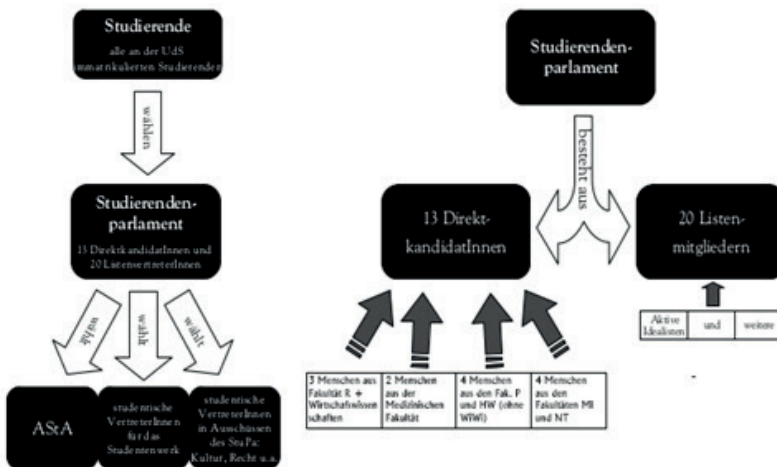 Studierende
alle an der UdS
immatrikulierten Studierenden
wählen
Studierenden-
parlament
13 DirektkandidatInnen und
20 ListenvertreterInnen
wählt
wählt
wählt
AStA
studentische
VertreterInnen
für das
Studentenwerk
studentische
VertreterInnen
in Ausschüssen
des StuPa:
Kultur, Recht u.a.
Studierenden-
parlament
besteht aus
13 Direkt-
kandidatInnen
20 Listen-
mitgliedern
3 Menschen aus
Fakultät R +
Wirtschaftswissen
schaften
2 Menschen
aus der
Medizinischen
Fakultät
4 Menschen
aus den Fak. P
und HW (ohne
WiWi)
4 Menschen
aus den
Fakultäten MI
und NT
Aktive
Idealisten
und
weitere